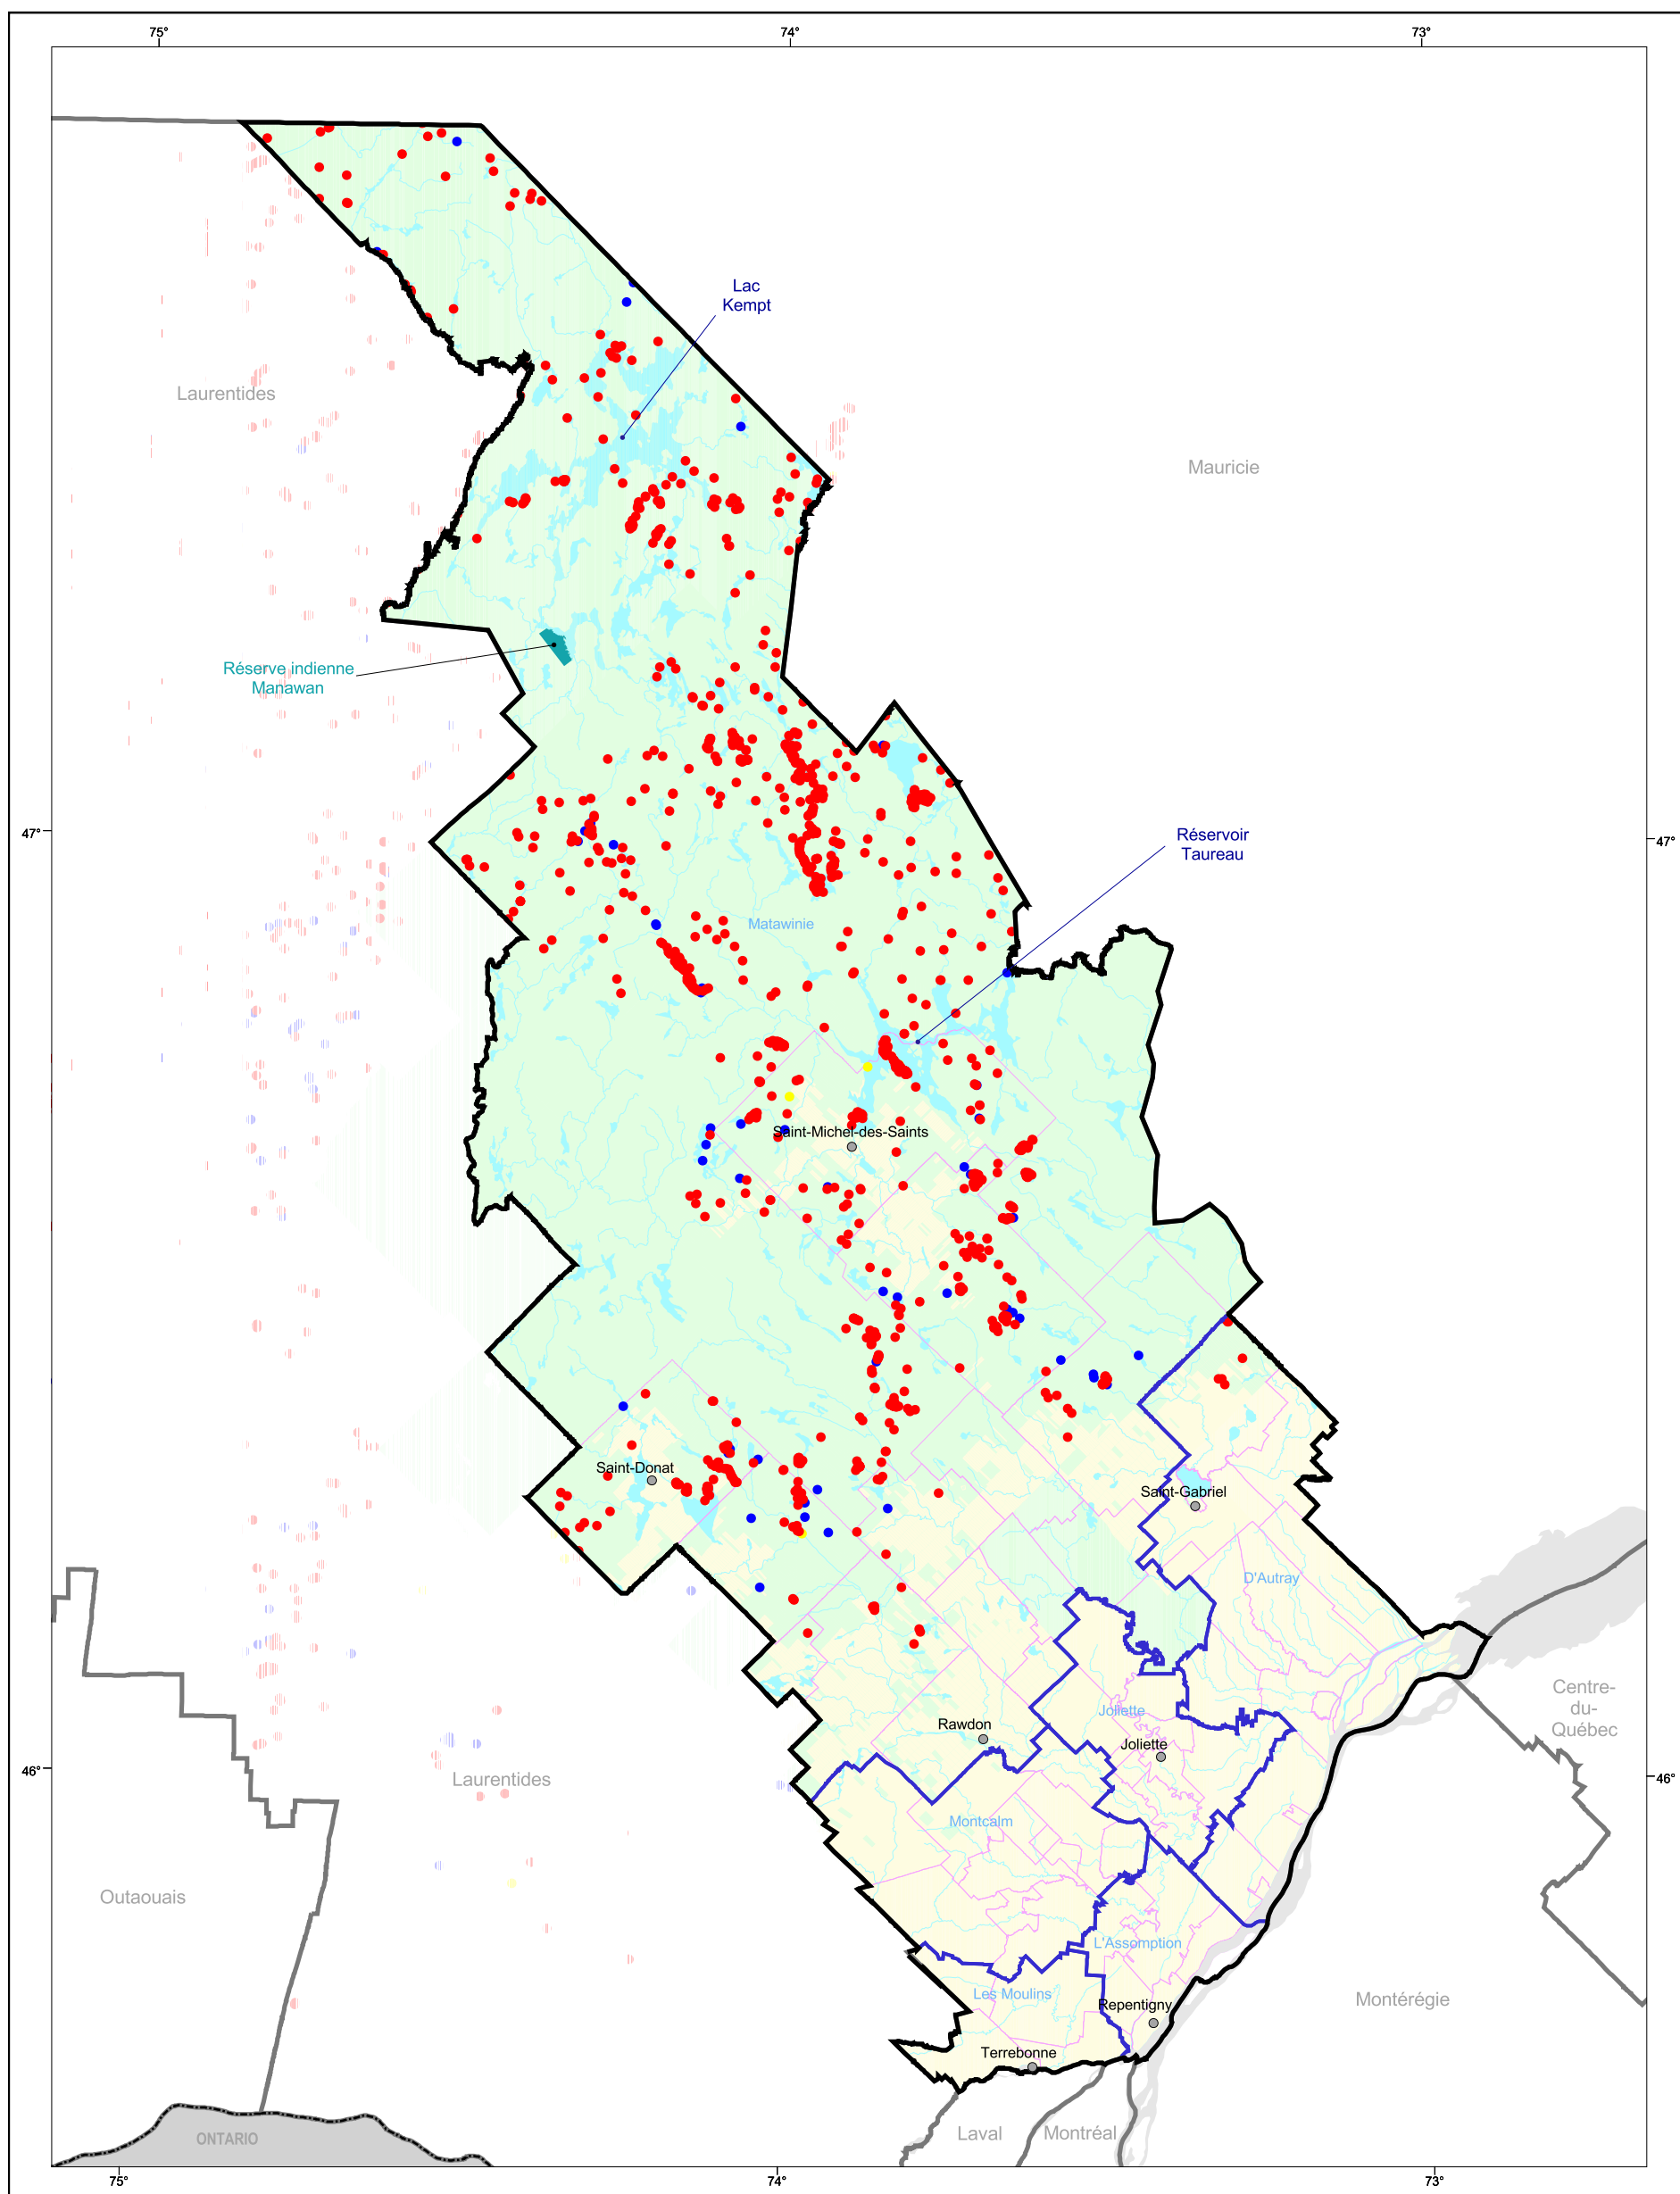 75°
74°
73°
Lac
Kempt
Laurentides
Mauricie
Réserve indienne
Manawan
47°
47°
Réservoir
Taureau
Matawinie
Saint-Michel-des-Saints
Saint-Donat
Saint-Gabriel
D'Autray
Centre-
du-
Québec
Joliette
Rawdon
Joliette
46°
46°
Laurentides
Montcalm
Outaouais
L'Assomption
Les Moulins
Montérégie
Repentigny
Terrebonne
Laval
Montréal
ONTARIO
75°
74°
73°